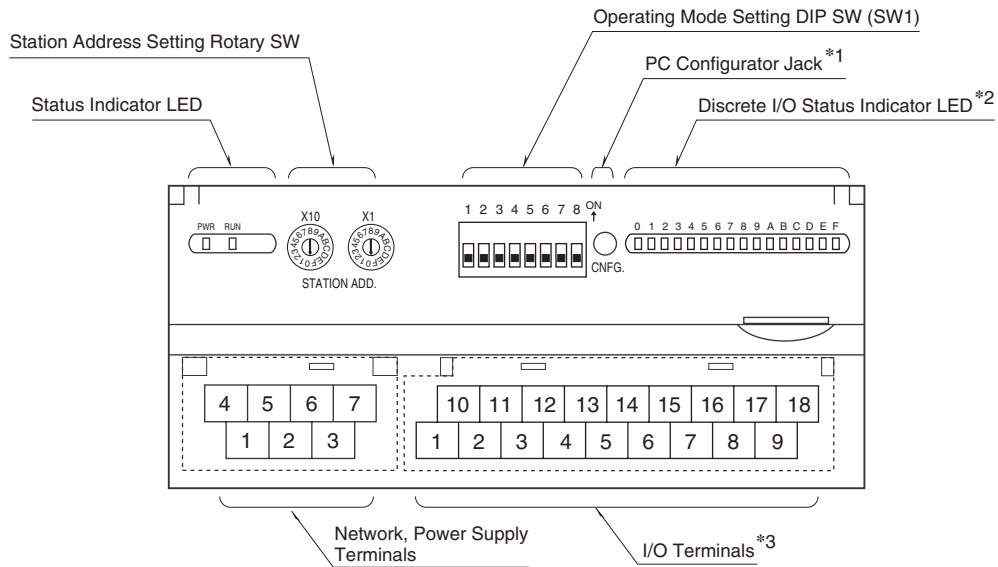 Operating Mode Setting DIP SW (SW1)
Station Address Setting Rotary SW
PC Configurator Jack*1
Status Indicator LED
Discrete I/O Status Indicator LED*2
PWR RUN
X10 X1
0123456789ABCDEF 0123456789ABCDEF
STATION ADD.
1 2 3 4 5 6 7 8 ON
CNFG.
0 1 2 3 4 5 6 7 8 9 A B C D E F
4 5 6 7
1 2 3
10 11 12 13 14 15 16 17 18
1 2 3 4 5 6 7 8 9
Network, Power Supply
Terminals
I/O Terminals*3